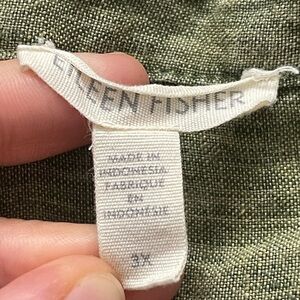 EILEEN FISHER
MADE IN
INDONESIA
FABRIQUE
EN
INDONESIE
3X